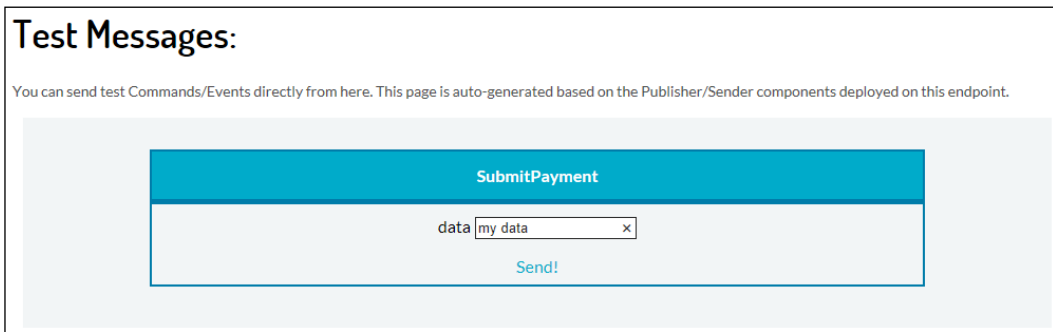 Test Messages:
You can send test Commands/Events directly from here. This page is auto-generated based on the Publisher/Sender components deployed on this endpoint.
SubmitPayment
data my data ×
Send!